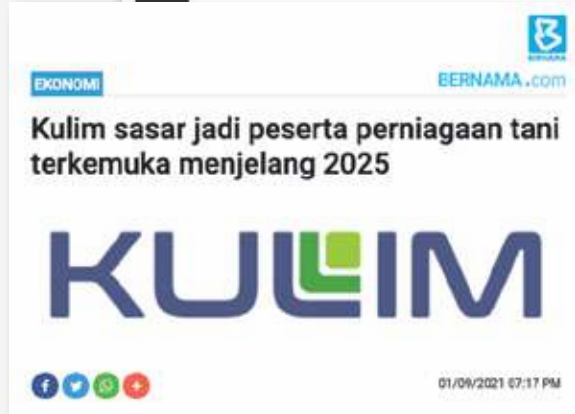 BERNAMA
EKONOMI
BERNAMA.com
Kulim sasar jadi peserta perniagaan tani
terkemuka menjelang 2025
KULIM
01/09/2021 07:17 PM